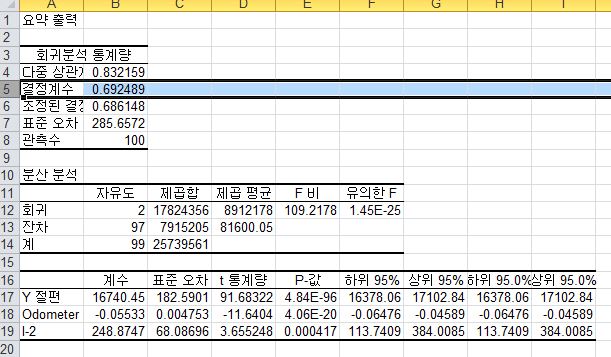 A B C D E F G H I
1 요약 출력
2
3 회귀분석 통계량
4 다중 상관계 0.832159
5 결정계수 0.692489
6 조정된 결정 0.686148
7 표준 오차 285.6572
8 관측수 100
9
10 분산 분석
11 자유도 제곱합 제곱 평균 F 비 유의한 F
12 회귀 2 17824356 8912178 109.2178 1.45E-25
13 잔차 97 7915205 81600.05
14 계 99 25739561
15
16 계수 표준 오차 t 통계량 P-값 하위 95% 상위 95% 하위 95.0% 상위 95.0%
17 Y 절편 16740.45 182.5901 91.68322 4.84E-96 16378.06 17102.84 16378.06 17102.84
18 Odometer -0.05533 0.004753 -11.6404 4.06E-20 -0.06476 -0.04589 -0.06476 -0.04589
19 I-2 248.8747 68.08696 3.655248 0.000417 113.7409 384.0085 113.7409 384.0085
20